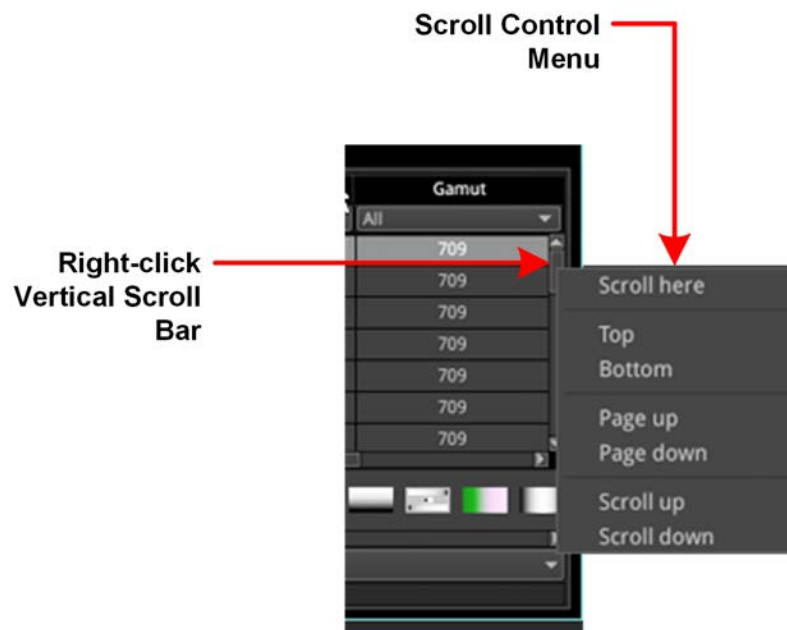 Scroll Control
Menu
Gamut
All
709
709
709
709
709
709
709
Right-click
Vertical Scroll
Bar
Scroll here
Top
Bottom
Page up
Page down
Scroll up
Scroll down